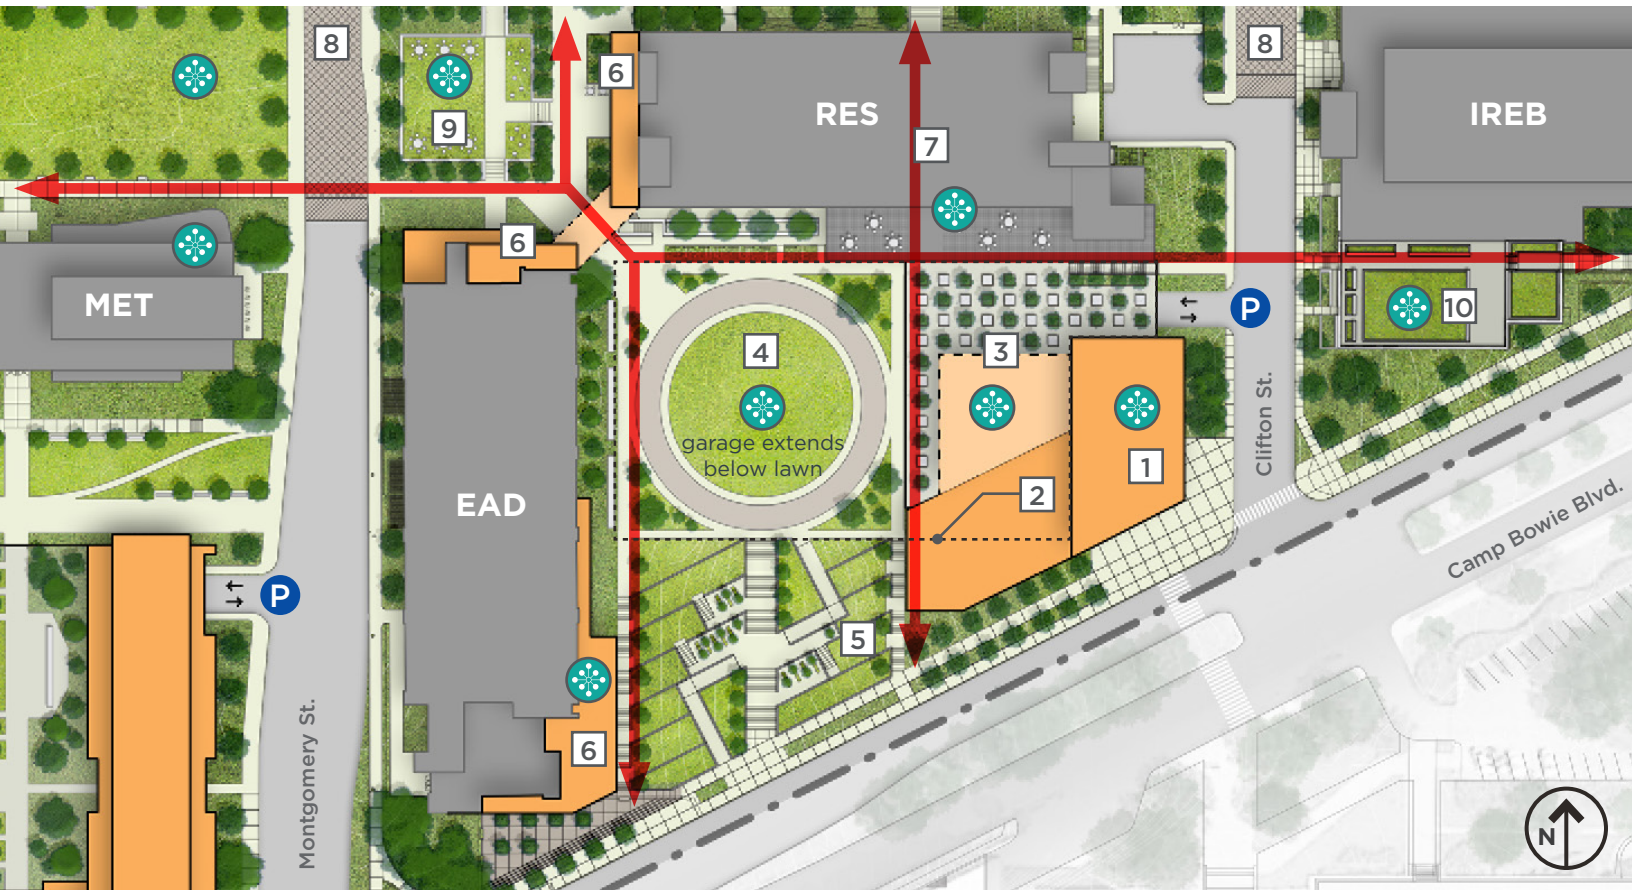 8
6
9
RES
7
8
IREB
6
MET
4
garage extends
below lawn
3
P
10
1
2
EAD
Clifton St.
Camp Bowie Blvd.
P
5
6
Montgomery St.
N